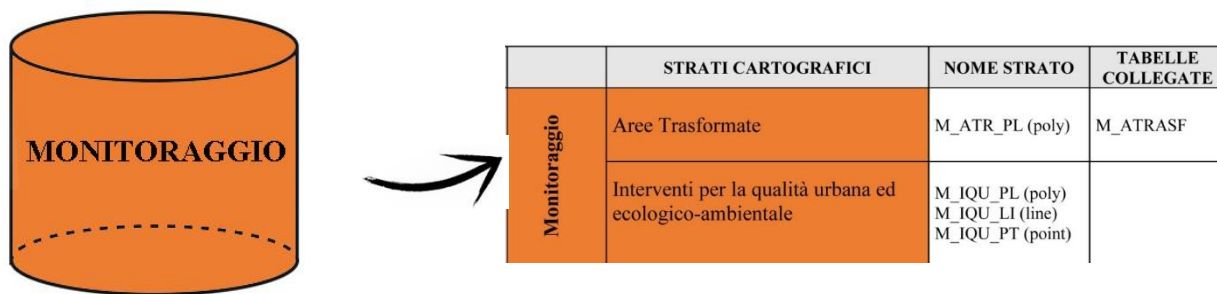 MONITORAGGIO
STRATI CARTOGRAFICI
NOME STRATO
TABELLE
COLLEGATE
Monitoraggio
Aree Trasformate
M_ATR_PL (poly)
M_ATRASF
Interventi per la qualità urbana ed
ecologico-ambientale
M_IQU_PL (poly)
M_IQU_LI (line)
M_IQU_PT (point)